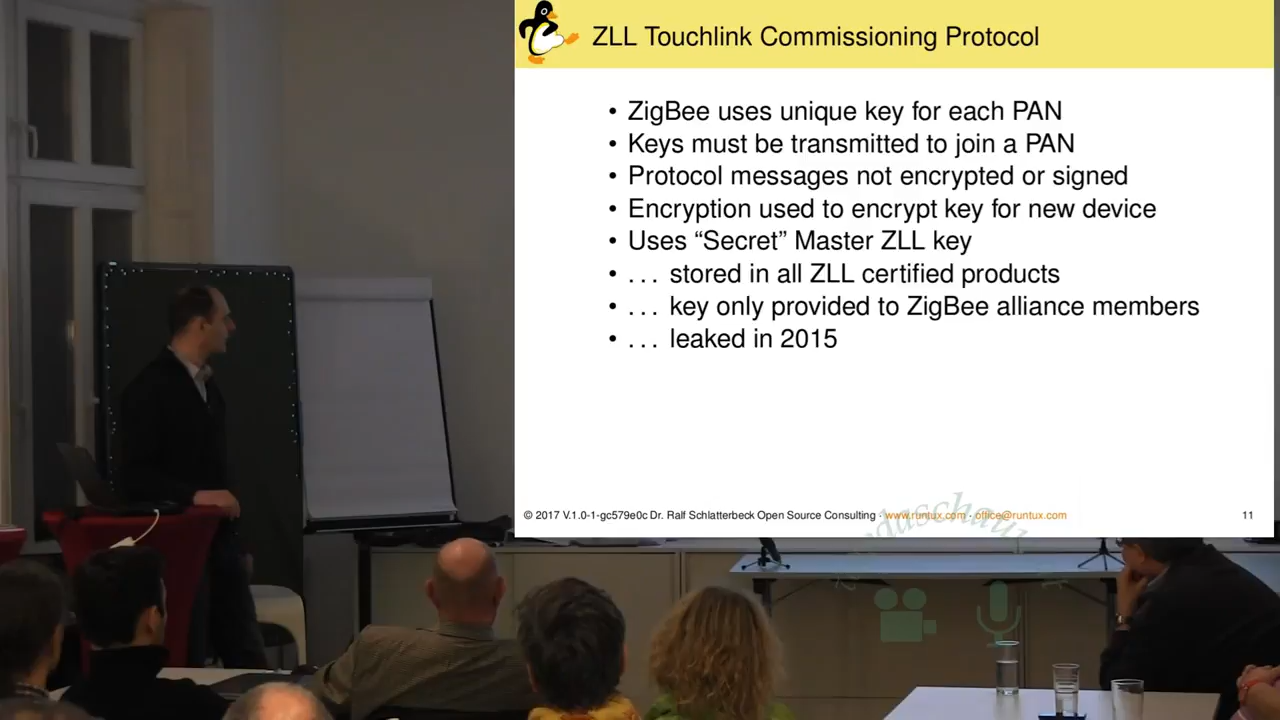 ZLL Touchlink Commissioning Protocol
• ZigBee uses unique key for each PAN
• Keys must be transmitted to join a PAN
• Protocol messages not encrypted or signed
• Encryption used to encrypt key for new device
• Uses “Secret” Master ZLL key
• . . . stored in all ZLL certified products
• . . . key only provided to ZigBee alliance members
• . . . leaked in 2015
© 2017 V.1.0-1-gc579e0c Dr. Ralf Schlatterbeck Open Source Consulting · www.runtux.com · office@runtux.com 11